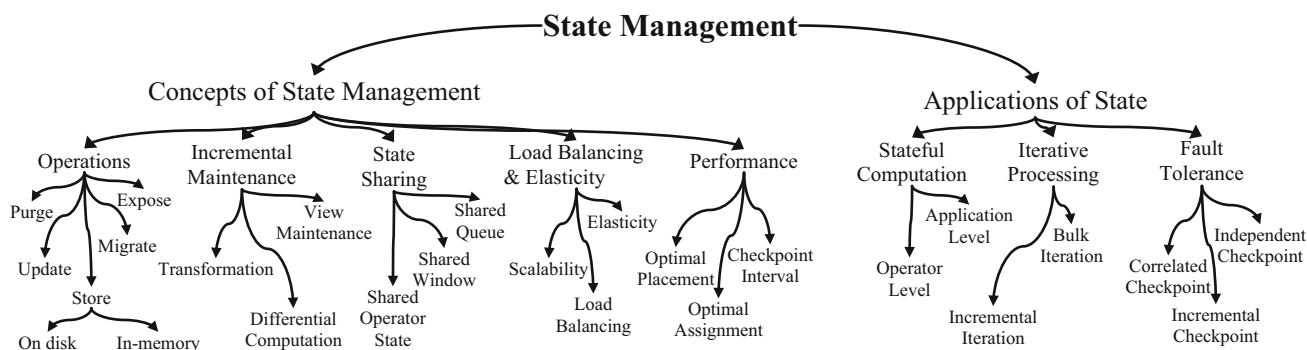 State Management
Concepts of State Management
Applications of State
Operations
Incremental
Maintenance
State
Sharing
Load Balancing
& Elasticity
Performance
Stateful
Computation
Iterative
Processing
Fault
Tolerance
Purge
Expose
Update
Migrate
Store
On disk
In-memory
View
Maintenance
Transformation
Differential
Computation
Shared
Queue
Shared
Window
Shared
Operator
State
Elasticity
Scalability
Load
Balancing
Optimal
Placement
Checkpoint
Interval
Optimal
Assignment
Application
Level
Operator
Level
Bulk
Iteration
Incremental
Iteration
Independent
Checkpoint
Correlated
Checkpoint
Incremental
Checkpoint